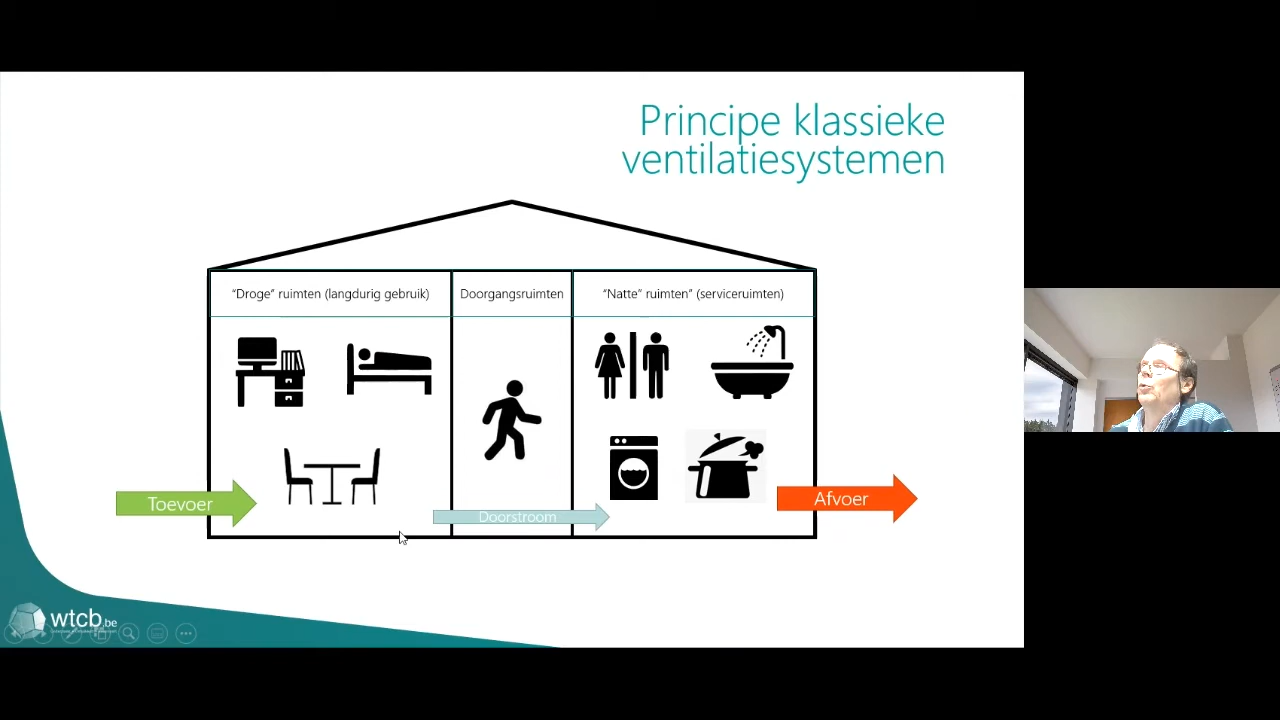 Principe klassieke
ventilatiesystemen
“Droge” ruimten (langdurig gebruik)
Doorgangsruimten
“Natte” ruimten” (serviceruimten)
Toevoer
Doorstroom
Afvoer
wtcb.be